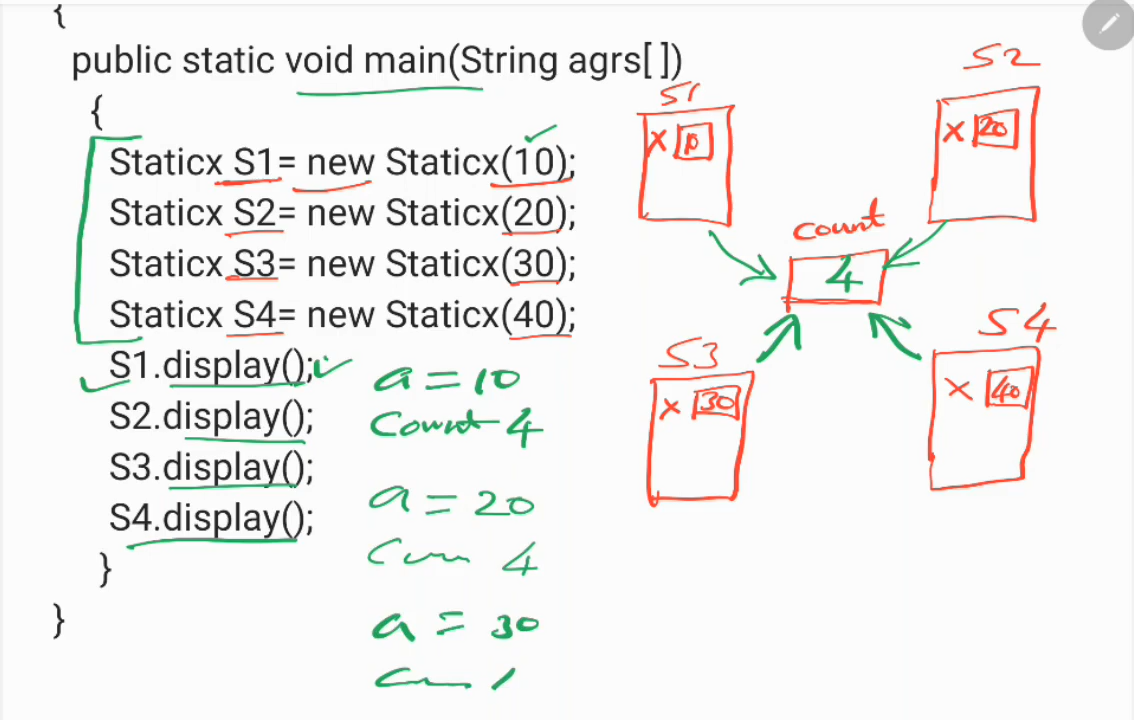 {
public static void main(String agrs[])
{
Staticx S1= new Staticx(10);
Staticx S2= new Staticx(20);
Staticx S3= new Staticx(30);
Staticx S4= new Staticx(40);
S1.display();
S2.display();
S3.display();
S4.display();
}
}
a = 10
Count 4
a = 20
4
a = 30
S1
x 10
S2
x 20
count
4
S3
x 30
S4
x 40